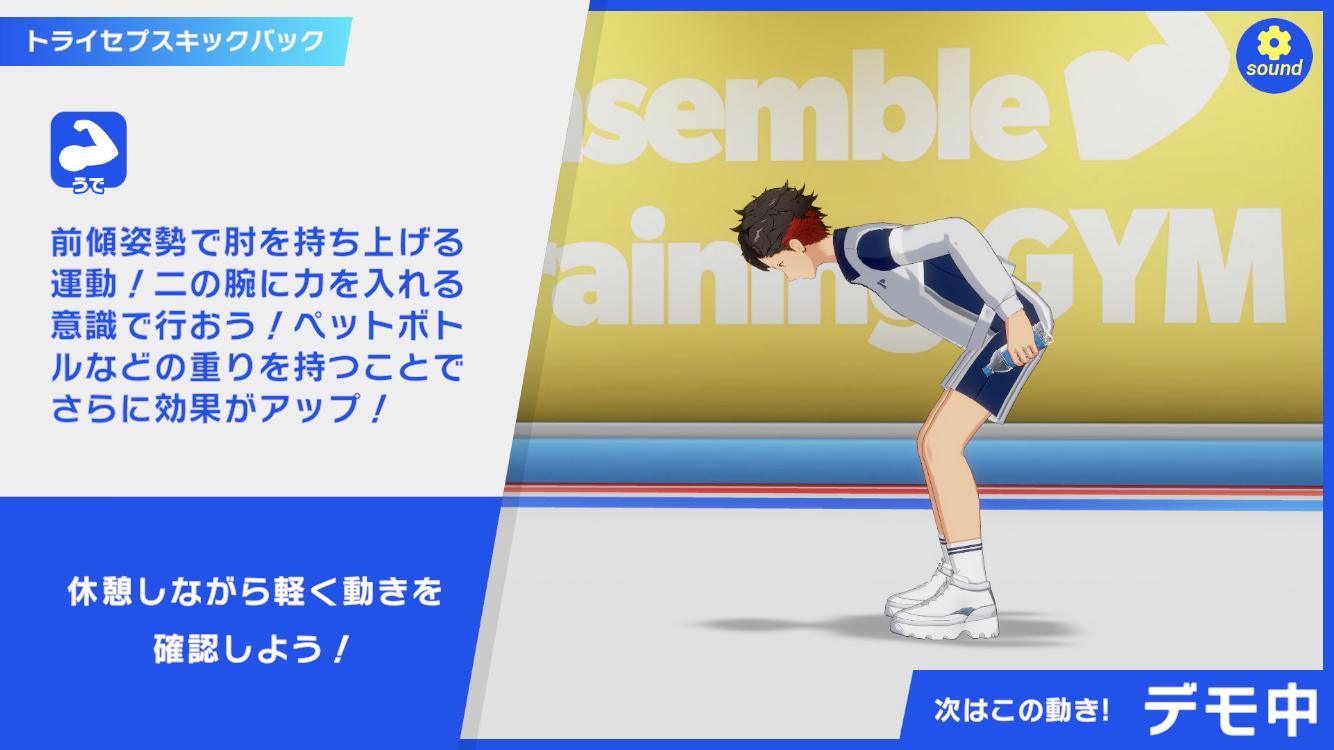 トライセプスキックバック
うで
前傾姿勢で肘を持ち上げる
運動！二の腕に力を入れる
意識で行おう！ペットボト
ルなどの重りを持つことで
さらに効果がアップ！
休憩しながら軽く動きを
確認しよう！
nsemble
raining GYM
sound
次はこの動き!
デモ中